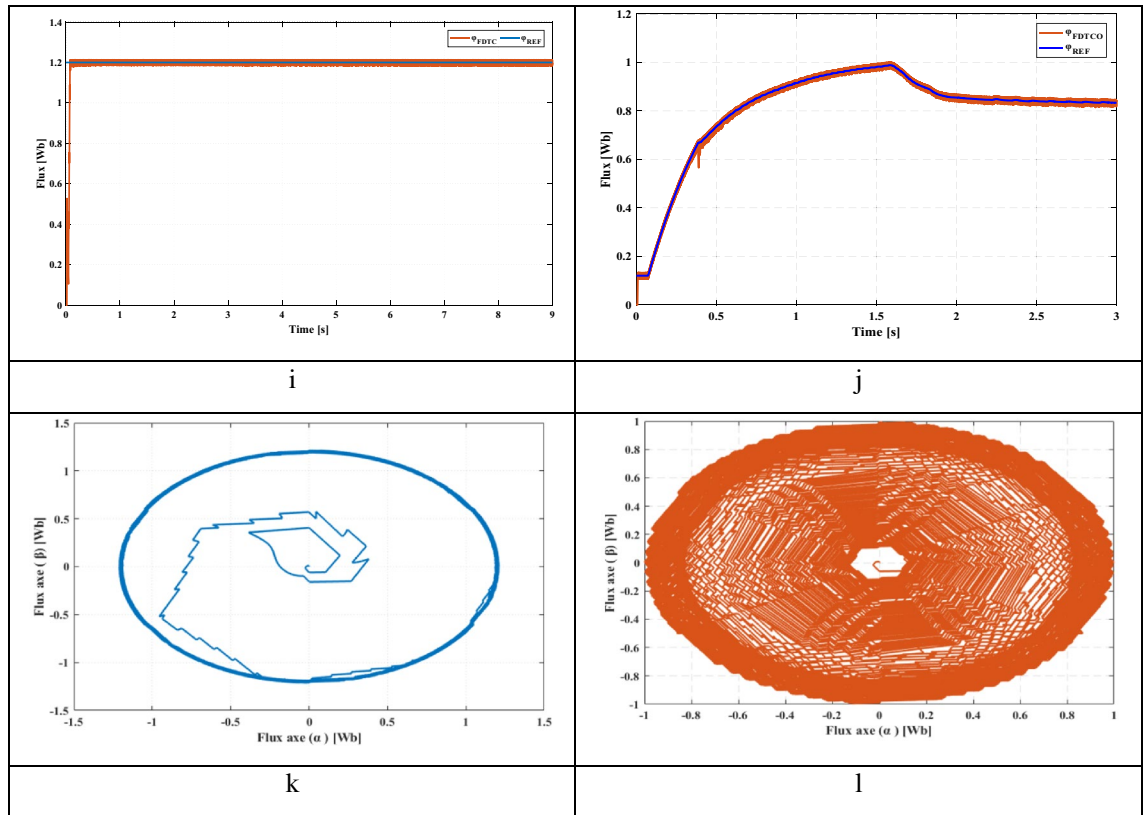 1.4
1.2
1
0.8
0.6
0.4
0.2
0
Flux [Wb]
φFDTC φREF
0 1 2 3 4 5 6 7 8 9
Time [s]
1.2
1
0.8
0.6
0.4
0.2
0
Flux [Wb]
φFDTCO
φREF
0 0.5 1 1.5 2 2.5 3
Time [s]
i
j
1.5
1
0.5
0
-0.5
-1
-1.5
Flux axe ( β) [Wb]
-1.5 -1 -0.5 0 0.5 1 1.5
Flux axe (α ) [Wb]
1
0.8
0.6
0.4
0.2
0
-0.2
-0.4
-0.6
-0.8
-1
Flux axe ( β) [Wb]
-1 -0.8 -0.6 -0.4 -0.2 0 0.2 0.4 0.6 0.8 1
Flux axe (α ) [Wb]
k
l